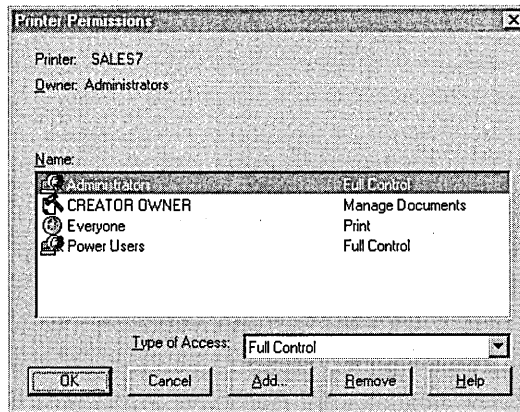 Printer Permissions
Printer: SALES7
Owner: Administrators
Name:
Administrators Full Control
CREATOR OWNER Manage Documents
Everyone Print
Power Users Full Control
Type of Access: Full Control
OK Cancel Add... Remove Help